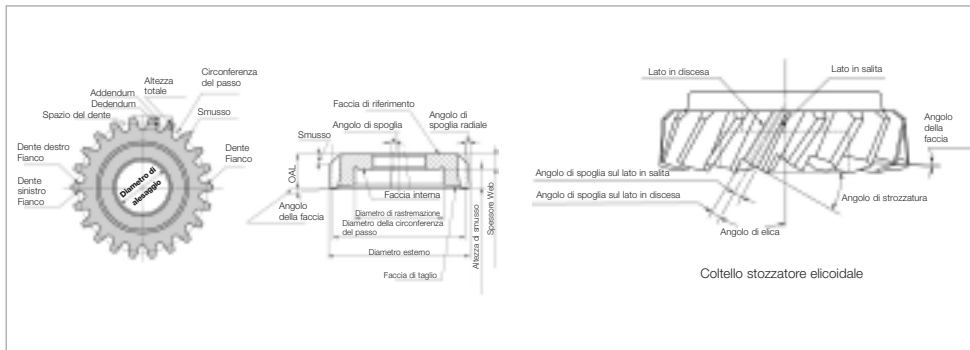 Circonferenza
del passo
Altezza
totale
Addendum
Dedendum
Spazio del dente
Smusso
Dente destro
Fianco
Dente
Fianco
Dente
sinistro
Fianco
Diametro di
alesaggio
Faccia di riferimento
Angolo di spoglia
Angolo di
spoglia radiale
Smusso
OAL
Angolo
della faccia
Faccia interna
Diametro di rastremazione
Diametro della circonferenza
del passo
Diametro esterno
Faccia di taglio
Altezza di smusso
Spessore Web
Lato in discesa
Lato in salita
Angolo
della
faccia
Angolo di spoglia sul lato in salita
Angolo di spoglia sul lato in discesa
Angolo di strozzatura
Angolo di elica
Coltello stozzatore elicoidale